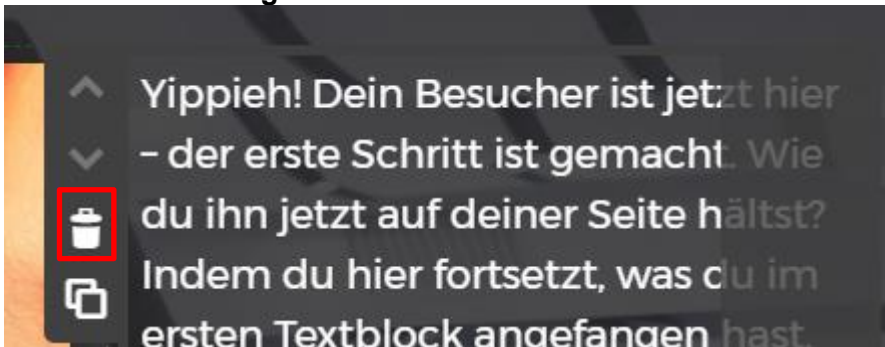 Yippieh! Dein Besucher ist jetzt hier
– der erste Schritt ist gemacht. Wie
du ihn jetzt auf deiner Seite hältst?
Indem du hier fortsetzt, was du im
ersten Textblock angefangen hast,